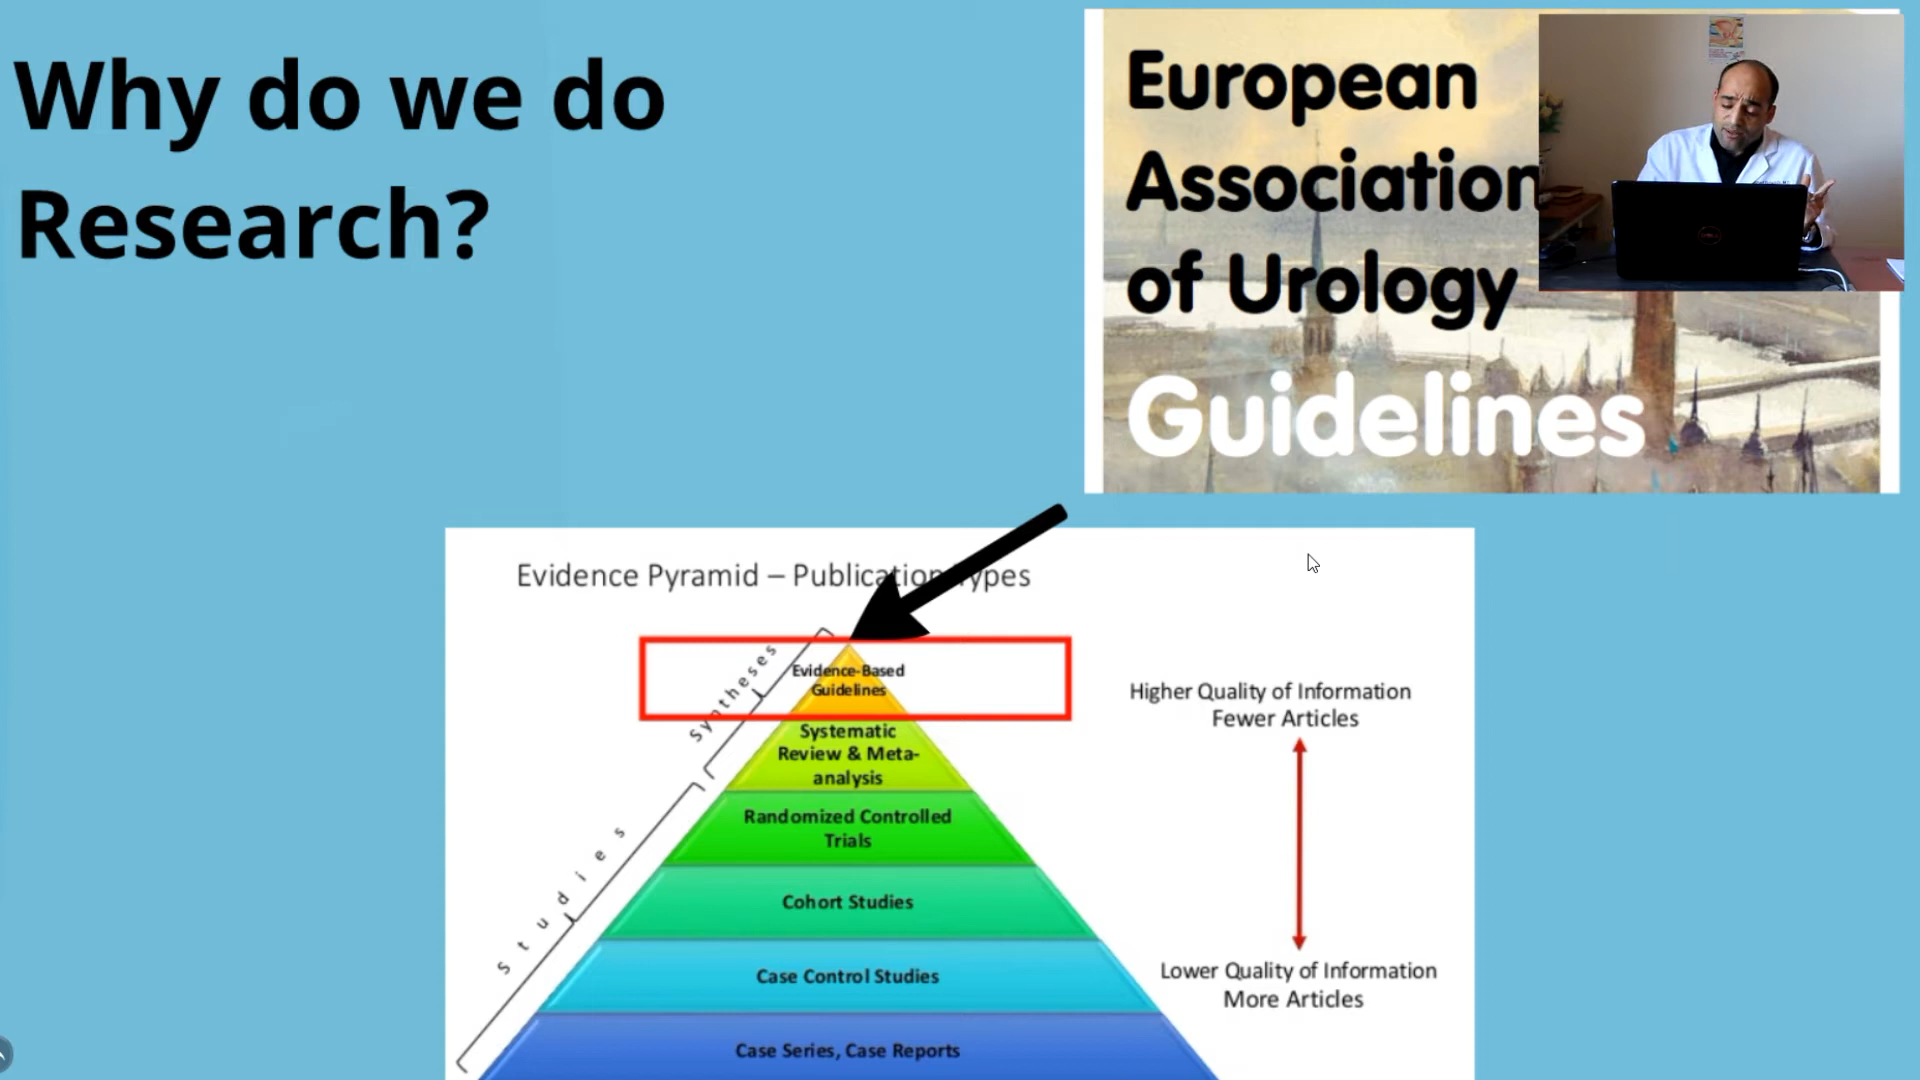 Why do we do
Research?
European
Association
of Urology
Guidelines
Evidence Pyramid – Publication Types
Syntheses
Evidence-Based
Guidelines
Systematic
Review & Meta-
analysis
Randomized Controlled
Trials
Cohort Studies
Case Control Studies
Case Series, Case Reports
Studies
Higher Quality of Information
Fewer Articles
Lower Quality of Information
More Articles